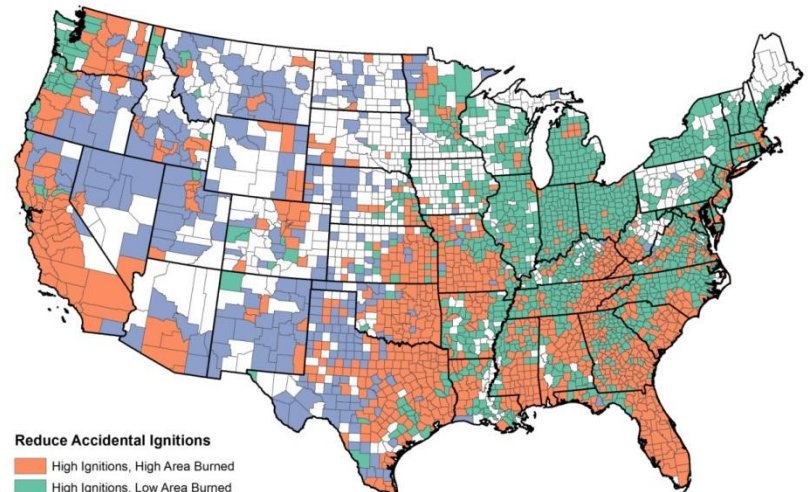 Reduce Accidental Ignitions
High Ignitions, High Area Burned
High Ignitions, Low Area Burned